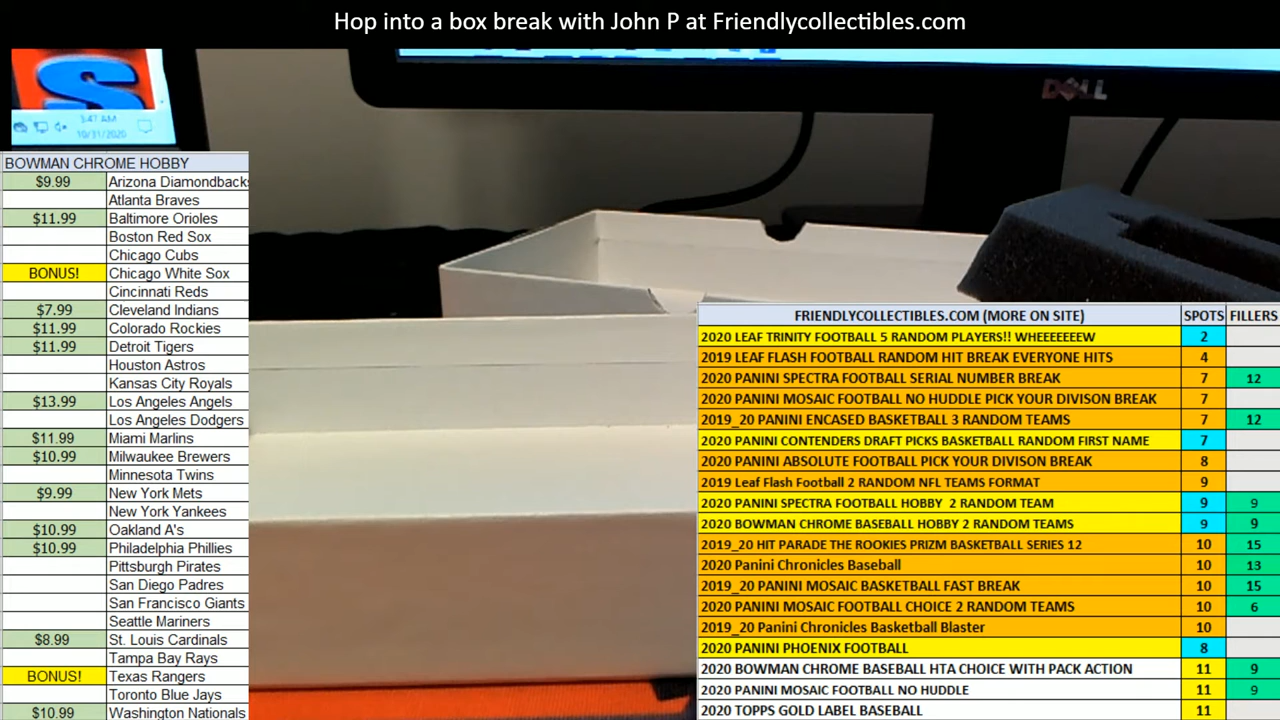 Hop into a box break with John P at Friendlycollectibles.com
S
DELL
3:47 AM
10/31/2020
BOWMAN CHROME HOBBY
$9.99 Arizona Diamondbacks
Atlanta Braves
$11.99 Baltimore Orioles
Boston Red Sox
Chicago Cubs
BONUS! Chicago White Sox
Cincinnati Reds
$7.99 Cleveland Indians
$11.99 Colorado Rockies
$11.99 Detroit Tigers
Houston Astros
Kansas City Royals
$13.99 Los Angeles Angels
Los Angeles Dodgers
$11.99 Miami Marlins
$10.99 Milwaukee Brewers
Minnesota Twins
$9.99 New York Mets
New York Yankees
$10.99 Oakland A's
$10.99 Philadelphia Phillies
Pittsburgh Pirates
San Diego Padres
San Francisco Giants
Seattle Mariners
$8.99 St. Louis Cardinals
Tampa Bay Rays
BONUS! Texas Rangers
Toronto Blue Jays
$10.99 Washington Nationals
FRIENDLYCOLLECTIBLES.COM (MORE ON SITE) SPOTS FILLERS
2020 LEAF TRINITY FOOTBALL 5 RANDOM PLAYERS!! WHEEEEEEW 2
2019 LEAF FLASH FOOTBALL RANDOM HIT BREAK EVERYONE HITS 4
2020 PANINI SPECTRA FOOTBALL SERIAL NUMBER BREAK 7 12
2020 PANINI MOSAIC FOOTBALL NO HUDDLE PICK YOUR DIVISON BREAK 7
2019_20 PANINI ENCASED BASKETBALL 3 RANDOM TEAMS 7 12
2020 PANINI CONTENDERS DRAFT PICKS BASKETBALL RANDOM FIRST NAME 7
2020 PANINI ABSOLUTE FOOTBALL PICK YOUR DIVISON BREAK 8
2019 Leaf Flash Football 2 RANDOM NFL TEAMS FORMAT 9
2020 PANINI SPECTRA FOOTBALL HOBBY 2 RANDOM TEAM 9 9
2020 BOWMAN CHROME BASEBALL HOBBY 2 RANDOM TEAMS 9 9
2019_20 HIT PARADE THE ROOKIES PRIZM BASKETBALL SERIES 12 10 15
2020 Panini Chronicles Baseball 10 13
2019_20 PANINI MOSAIC BASKETBALL FAST BREAK 10 15
2020 PANINI MOSAIC FOOTBALL CHOICE 2 RANDOM TEAMS 10 6
2019_20 Panini Chronicles Basketball Blaster 10
2020 PANINI PHOENIX FOOTBALL 8
2020 BOWMAN CHROME BASEBALL HTA CHOICE WITH PACK ACTION 11 9
2020 PANINI MOSAIC FOOTBALL NO HUDDLE 11 9
2020 TOPPS GOLD LABEL BASEBALL 11